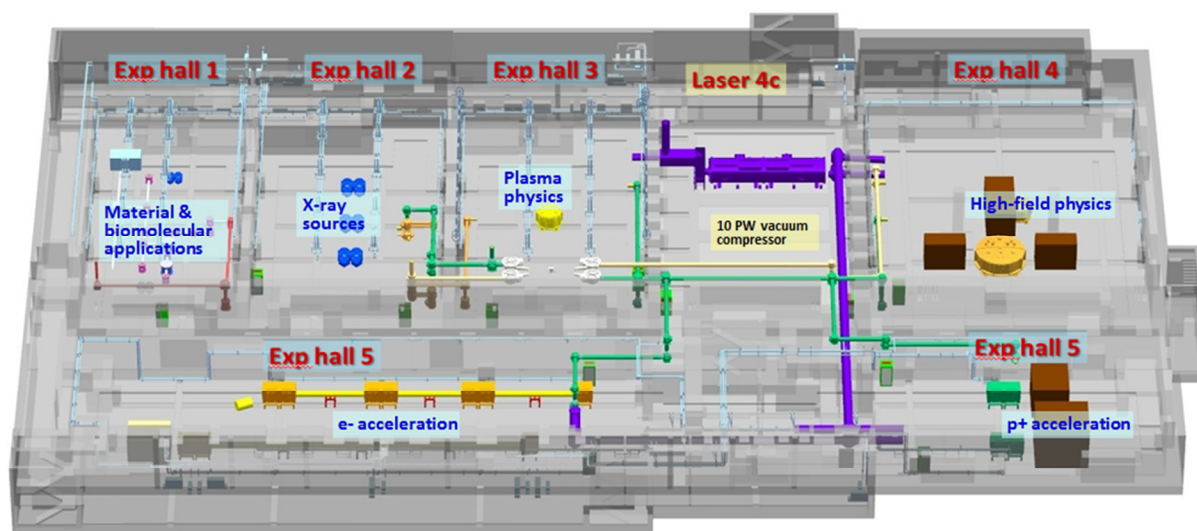 Exp hall 1
Exp hall 2
Exp hall 3
Laser 4c
Exp hall 4
Material &
biomolecular
applications
X-ray
sources
Plasma
physics
10 PW vacuum
compressor
High-field physics
Exp hall 5
Exp hall 5
e- acceleration
p+ acceleration